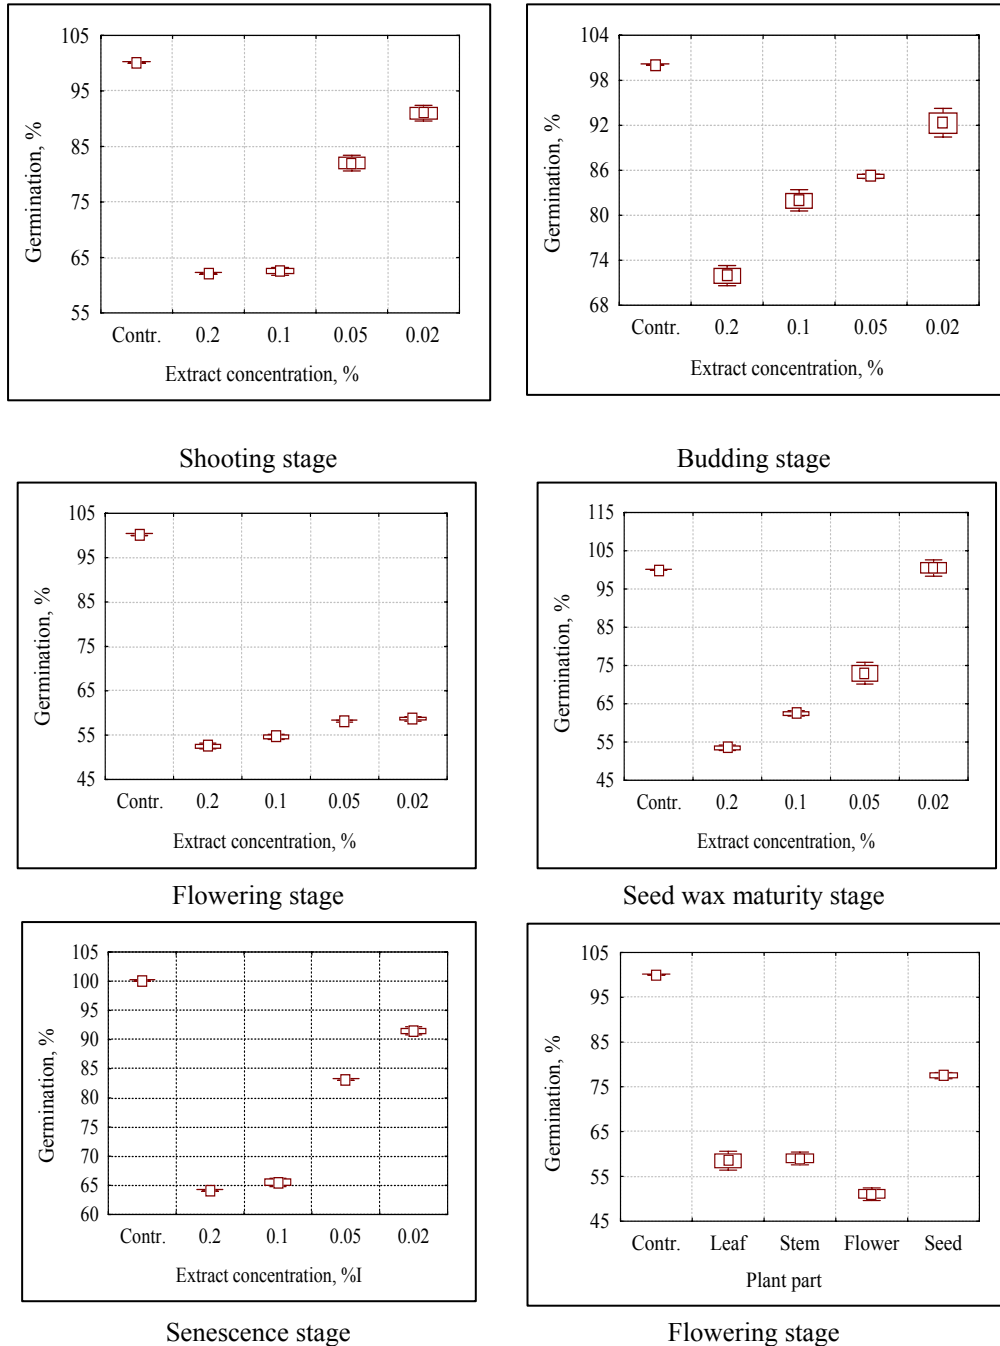 105
95
85
75
65
55
Germination, %
Contr. 0.2 0.1 0.05 0.02
Extract concentration, %
Shooting stage
104
98
92
86
80
74
68
Germination, %
Contr. 0.2 0.1 0.05 0.02
Extract concentration, %
Budding stage
105
95
85
75
65
55
45
Germination, %
Contr. 0.2 0.1 0.05 0.02
Extract concentration, %
Flowering stage
115
105
95
85
75
65
55
45
Germination, %
Contr. 0.2 0.1 0.05 0.02
Extract concentration, %
Seed wax maturity stage
105
100
95
90
85
80
75
70
65
60
Germination, %
Contr. 0.2 0.1 0.05 0.02
Extract concentration, %I
Senescence stage
105
95
85
75
65
55
45
Germination, %
Contr. Leaf Stem Flower Seed
Plant part
Flowering stage